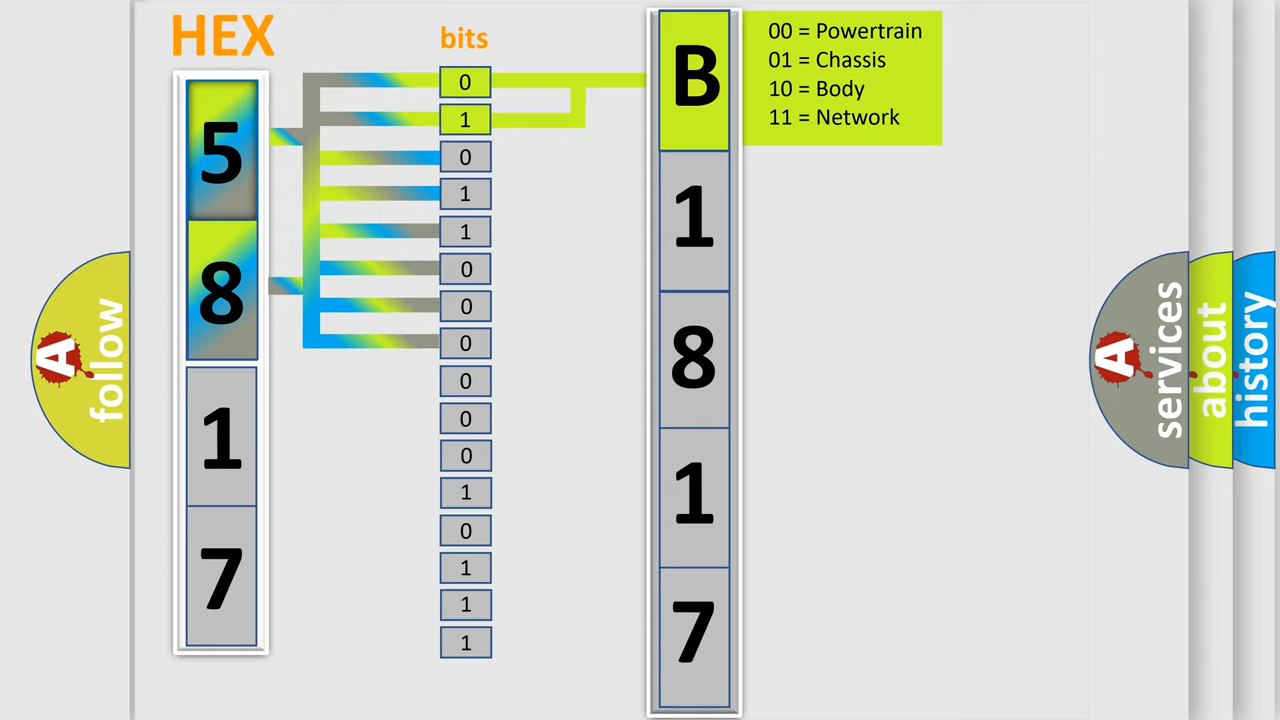 HEX
bits
5
8
1
7
0
1
0
1
1
0
0
0
0
0
0
1
0
1
1
1
B
1
8
1
7
00 = Powertrain
01 = Chassis
10 = Body
11 = Network
A
follow
A
services
about
history